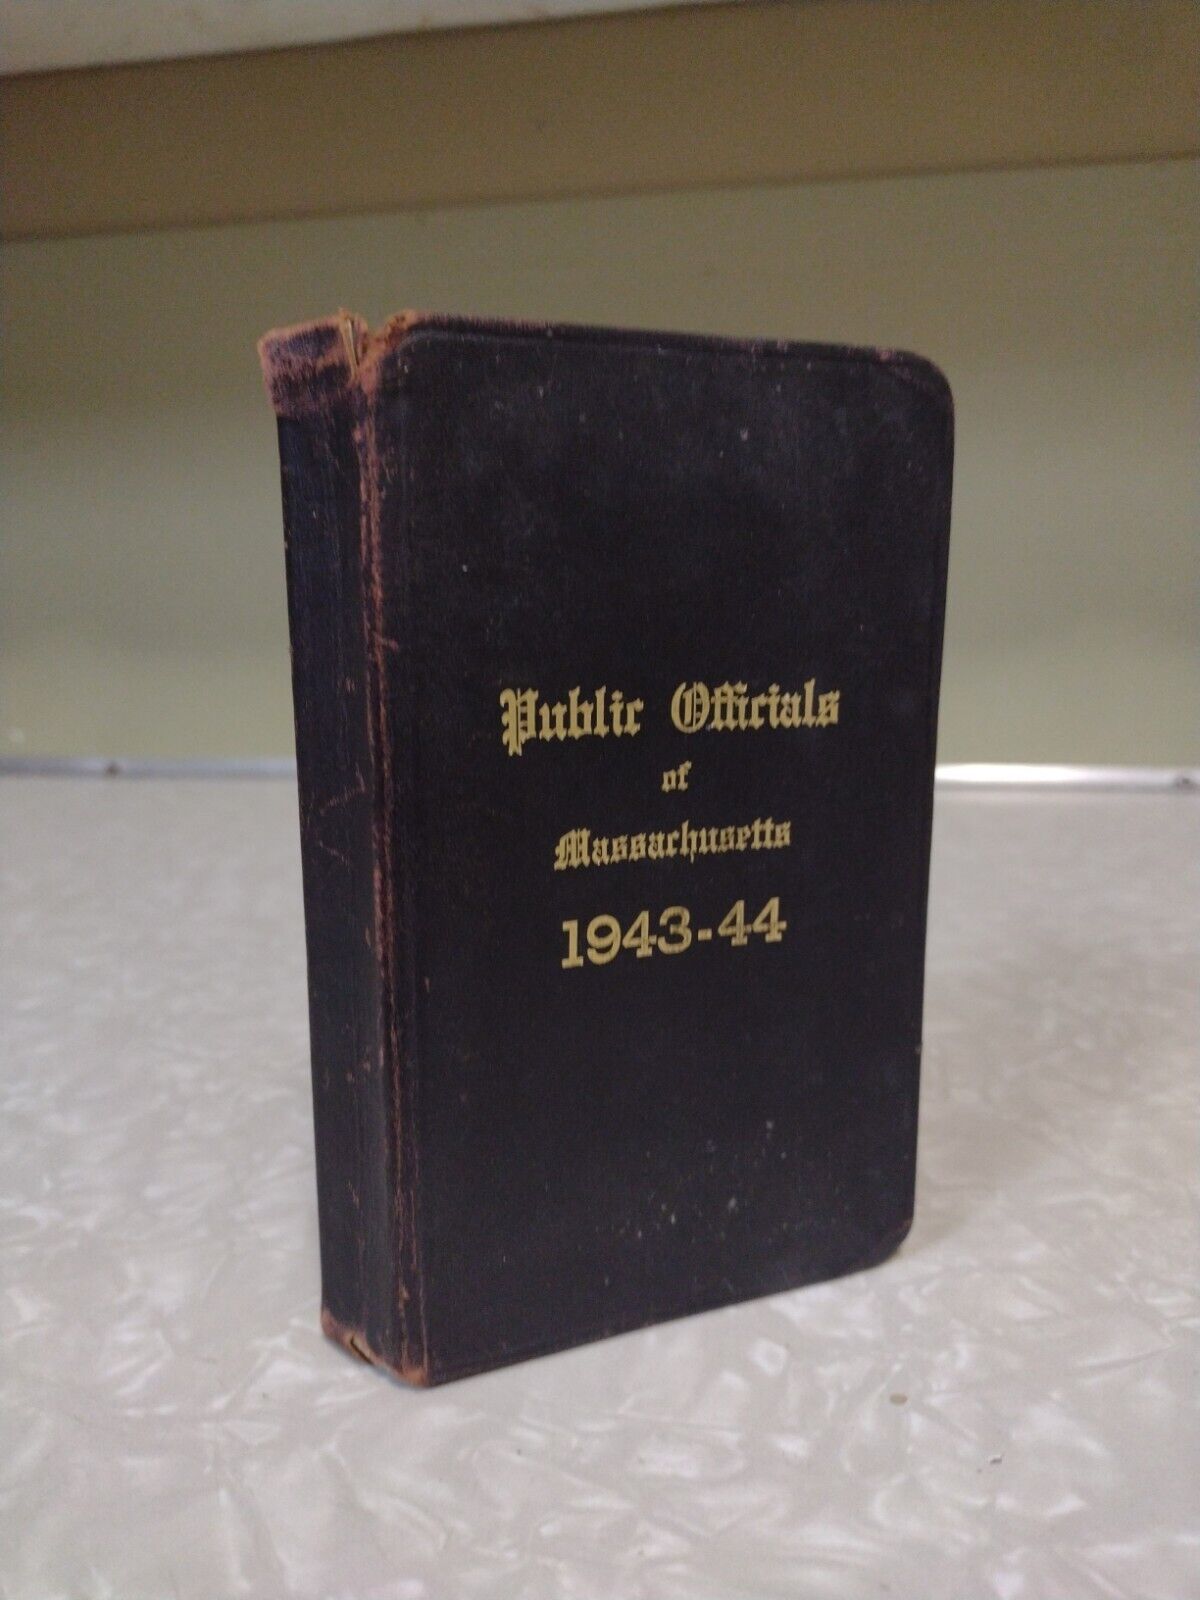 Public Officials
of
Massachusetts
1943-44